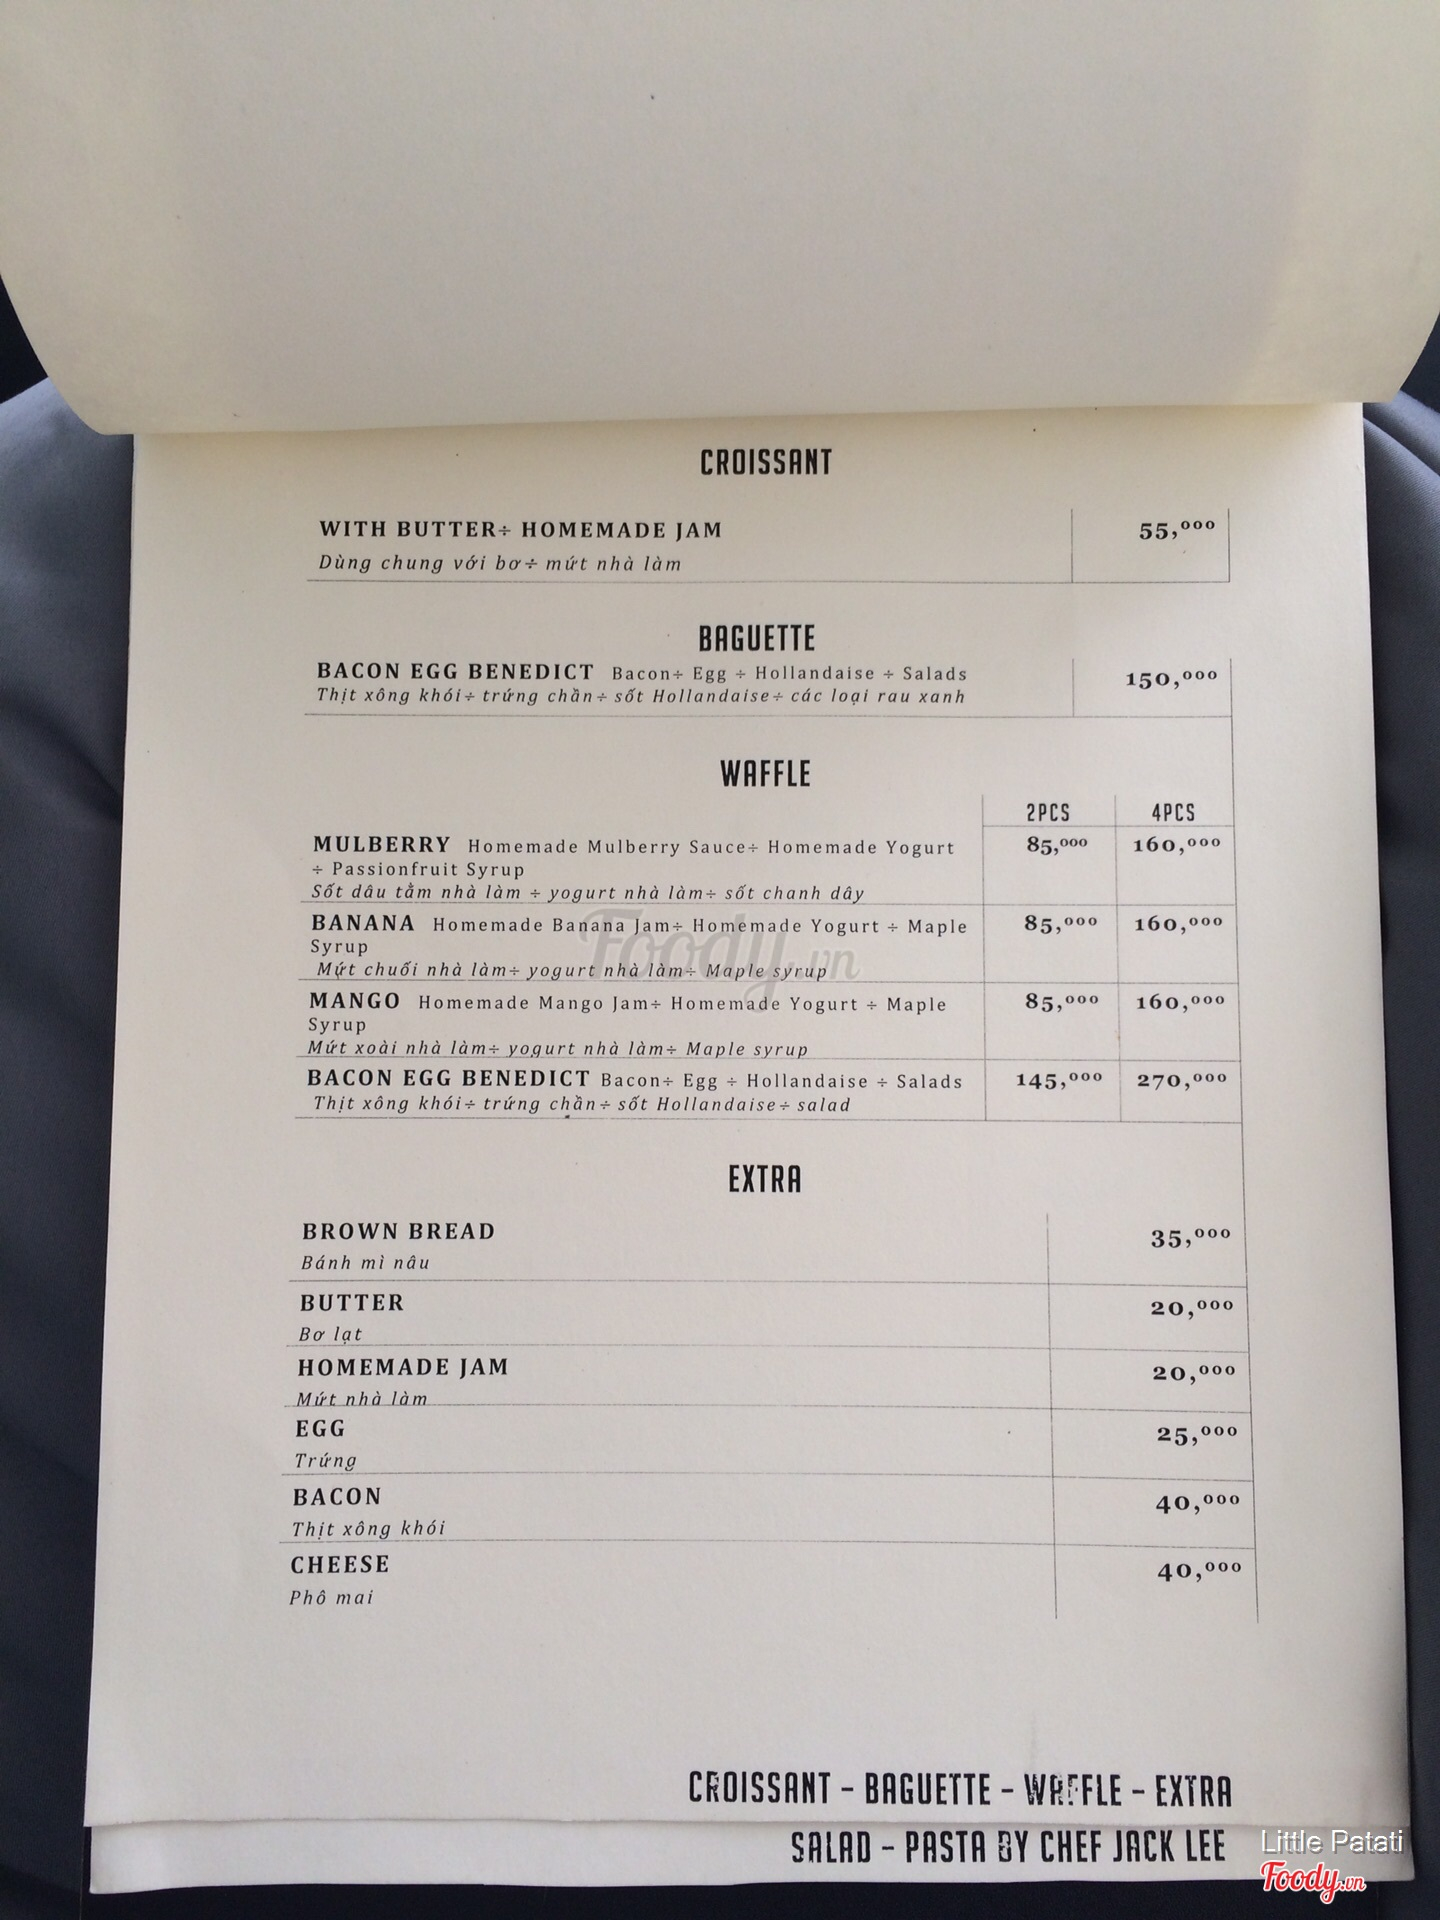 CROISSANT
WITH BUTTER÷ HOMEMADE JAM 55,000
Dùng chung với bơ÷ mứt nhà làm
BAGUETTE
BACON EGG BENEDICT Bacon÷ Egg ÷ Hollandaise ÷ Salads 150,000
Thịt xông khói÷ trứng chần÷ sốt Hollandaise÷ các loại rau xanh
WAFFLE
2PCS 4PCS
MULBERRY Homemade Mulberry Sauce÷ Homemade Yogurt 85,000 160,000
÷ Passionfruit Syrup
Sốt dâu tằm nhà làm ÷ yogurt nhà làm÷ sốt chanh dây
BANANA Homemade Banana Jam÷ Homemade Yogurt ÷ Maple 85,000 160,000
Syrup
Mứt chuối nhà làm÷ yogurt nhà làm÷ Maple syrup
Foody.vn
MANGO Homemade Mango Jam÷ Homemade Yogurt ÷ Maple 85,000 160,000
Syrup
Mứt xoài nhà làm÷ yogurt nhà làm÷ Maple syrup
BACON EGG BENEDICT Bacon÷ Egg ÷ Hollandaise ÷ Salads 145,000 270,000
Thịt xông khói÷ trứng chần÷ sốt Hollandaise÷ salad
EXTRA
BROWN BREAD 35,000
Bánh mì nâu
BUTTER 20,000
Bơ lạt
HOMEMADE JAM 20,000
Mứt nhà làm
EGG 25,000
Trứng
BACON 40,000
Thịt xông khói
CHEESE 40,000
Phô mai
CROISSANT – BAGUETTE – WAFFLE – EXTRA
SALAD – PASTA BY CHEF JACK LEE
Little Patati
Foody.vn